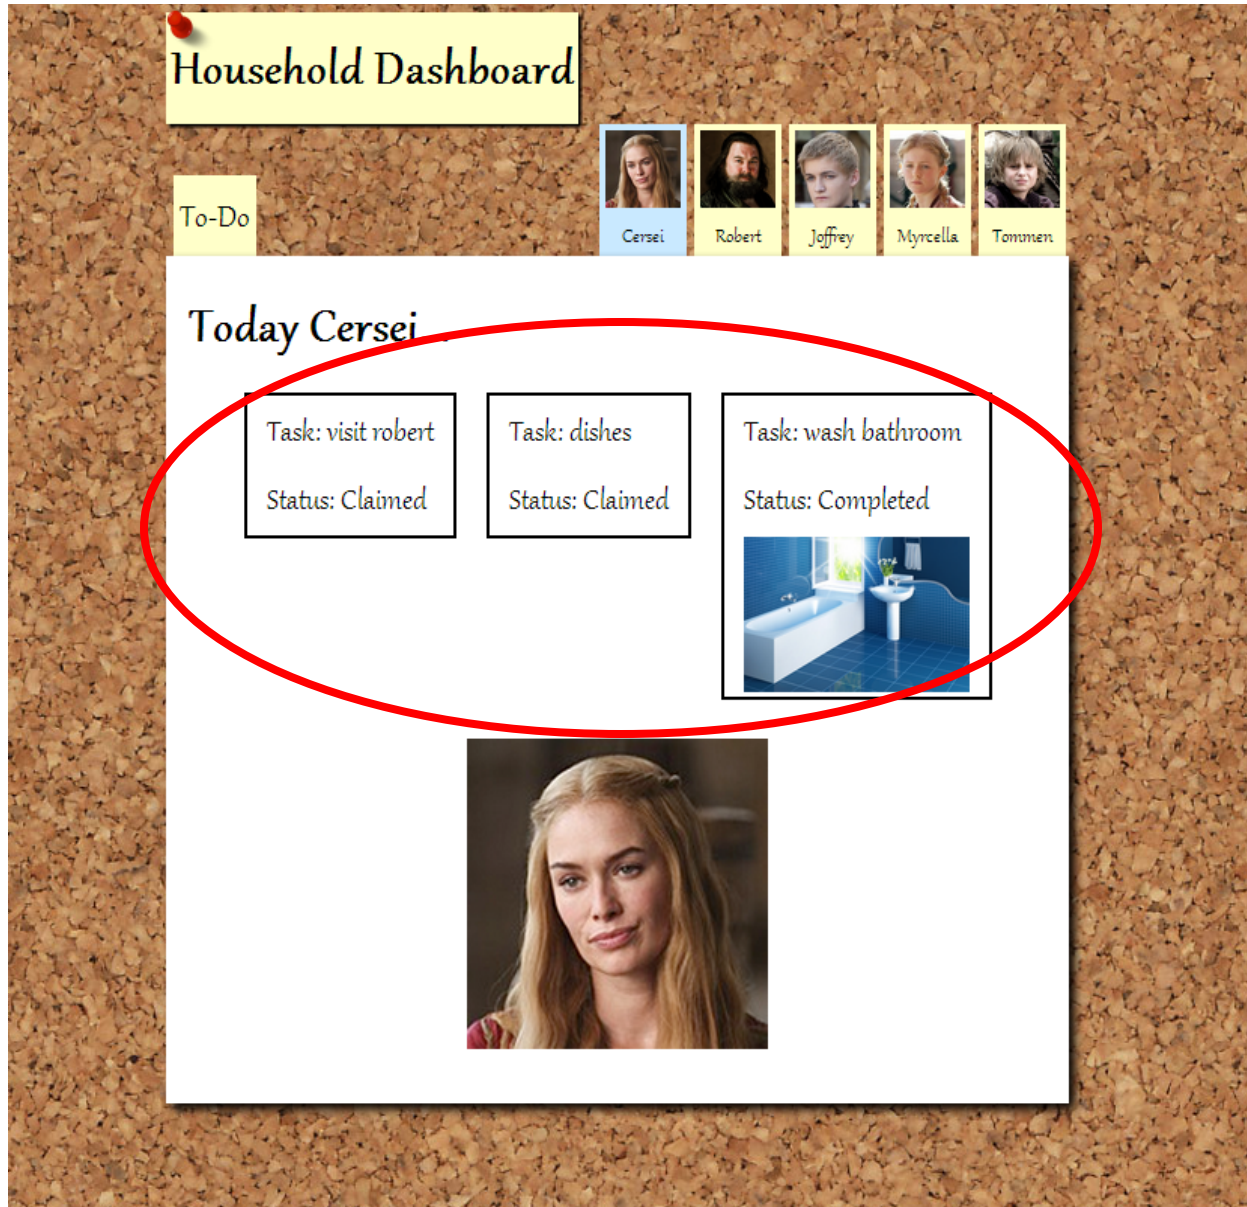 Household Dashboard
To-Do
Cersei
Robert
Joffrey
Myrcella
Tommen
Today Cersei...
Task: visit robert
Status: Claimed
Task: dishes
Status: Claimed
Task: wash bathroom
Status: Completed